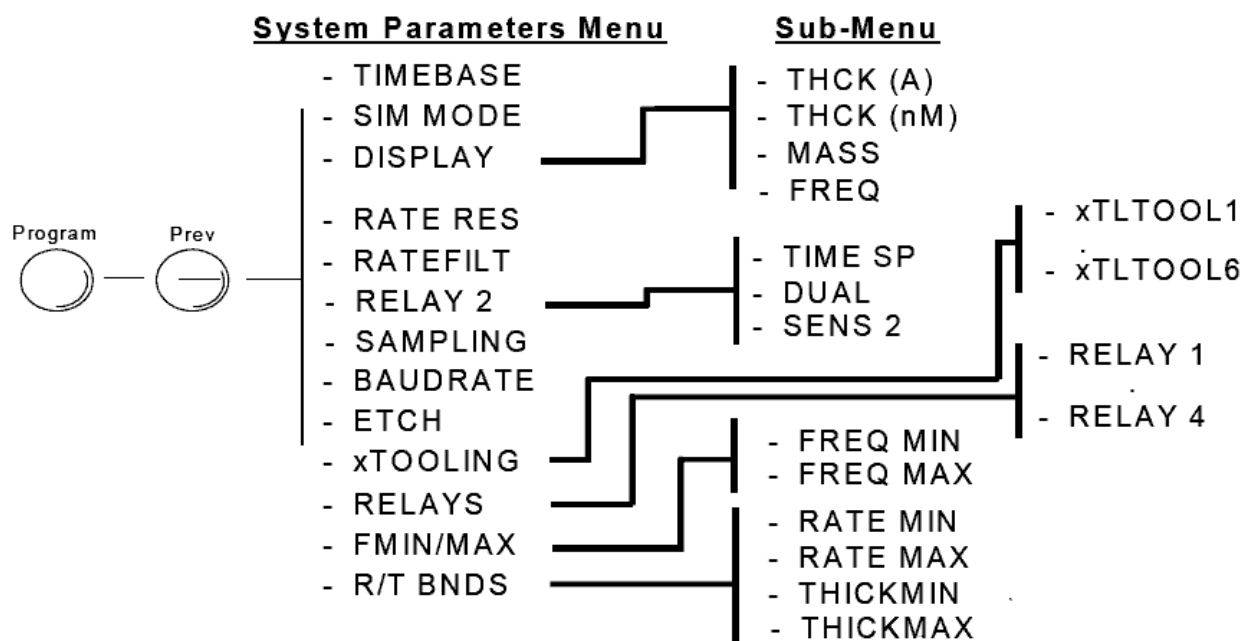 System Parameters Menu
Sub-Menu
- TIMEBASE
- SIM MODE
- DISPLAY
- RATE RES
- RATEFILT
- RELAY 2
- SAMPLING
- BAUDRATE
- ETCH
- xTOOLING
- RELAYS
- FMIN/MAX
- R/T BNDS
Program
Prev
- THCK (A)
- THCK (nM)
- MASS
- FREQ
- TIME SP
- DUAL
- SENS 2
- xTLTOOL1
- xTLTOOL6
- RELAY 1
- RELAY 4
- FREQ MIN
- FREQ MAX
- RATE MIN
- RATE MAX
- THICKMIN
- THICKMAX